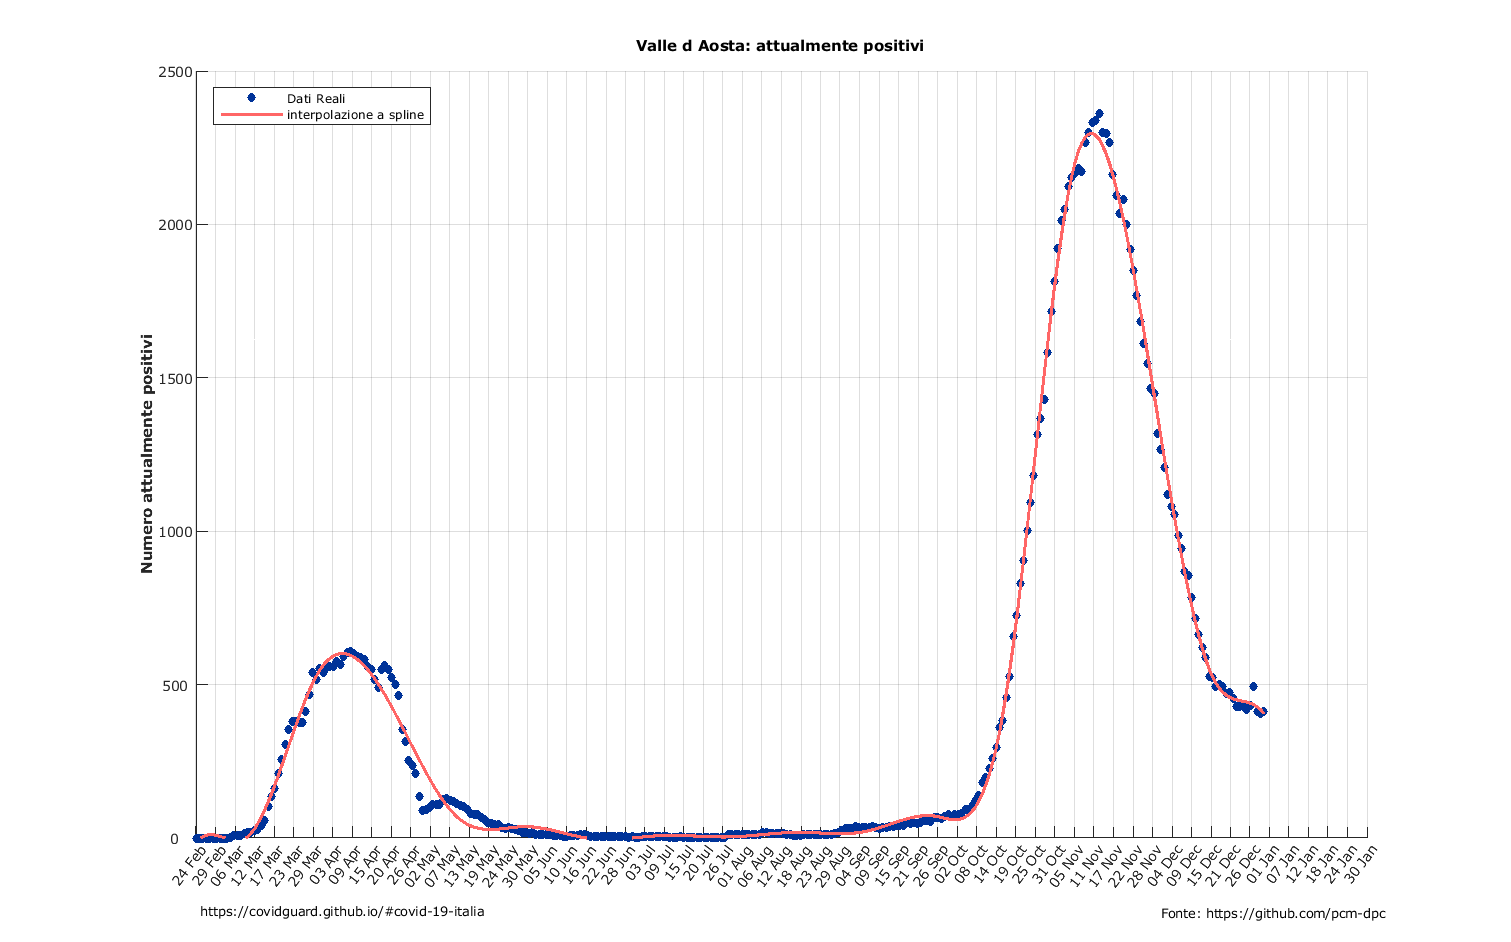 Valle d Aosta: attualmente positivi
Dati Reali
interpolazione a spline
Numero attualmente positivi
2500
2000
1500
1000
500
0
24 Feb
29 Feb
06 Mar
12 Mar
17 Mar
23 Mar
29 Mar
03 Apr
09 Apr
15 Apr
20 Apr
26 Apr
02 May
07 May
13 May
19 May
24 May
30 May
05 Jun
10 Jun
16 Jun
22 Jun
28 Jun
03 Jul
09 Jul
15 Jul
20 Jul
26 Jul
01 Aug
06 Aug
12 Aug
18 Aug
23 Aug
29 Aug
04 Sep
09 Sep
15 Sep
21 Sep
26 Sep
02 Oct
08 Oct
14 Oct
19 Oct
25 Oct
31 Oct
05 Nov
11 Nov
17 Nov
22 Nov
28 Nov
04 Dec
09 Dec
15 Dec
21 Dec
26 Dec
01 Jan
07 Jan
12 Jan
18 Jan
24 Jan
30 Jan
https://covidguard.github.io/#covid-19-italia
Fonte: https://github.com/pcm-dpc